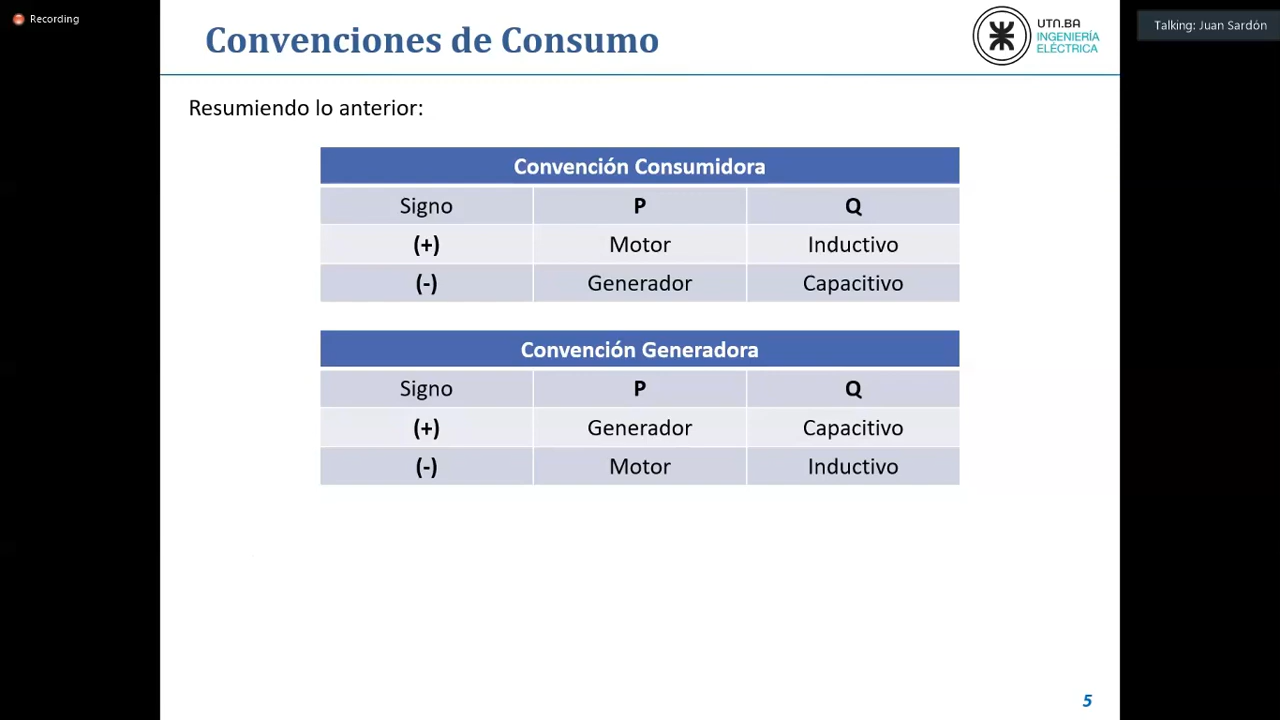 Recording
Convenciones de Consumo
UTN.BA
INGENIERÍA
ELÉCTRICA
Talking: Juan Sardón
Resumiendo lo anterior:
Convención Consumidora
Signo P Q
(+) Motor Inductivo
(-) Generador Capacitivo
Convención Generadora
Signo P Q
(+) Generador Capacitivo
(-) Motor Inductivo
5